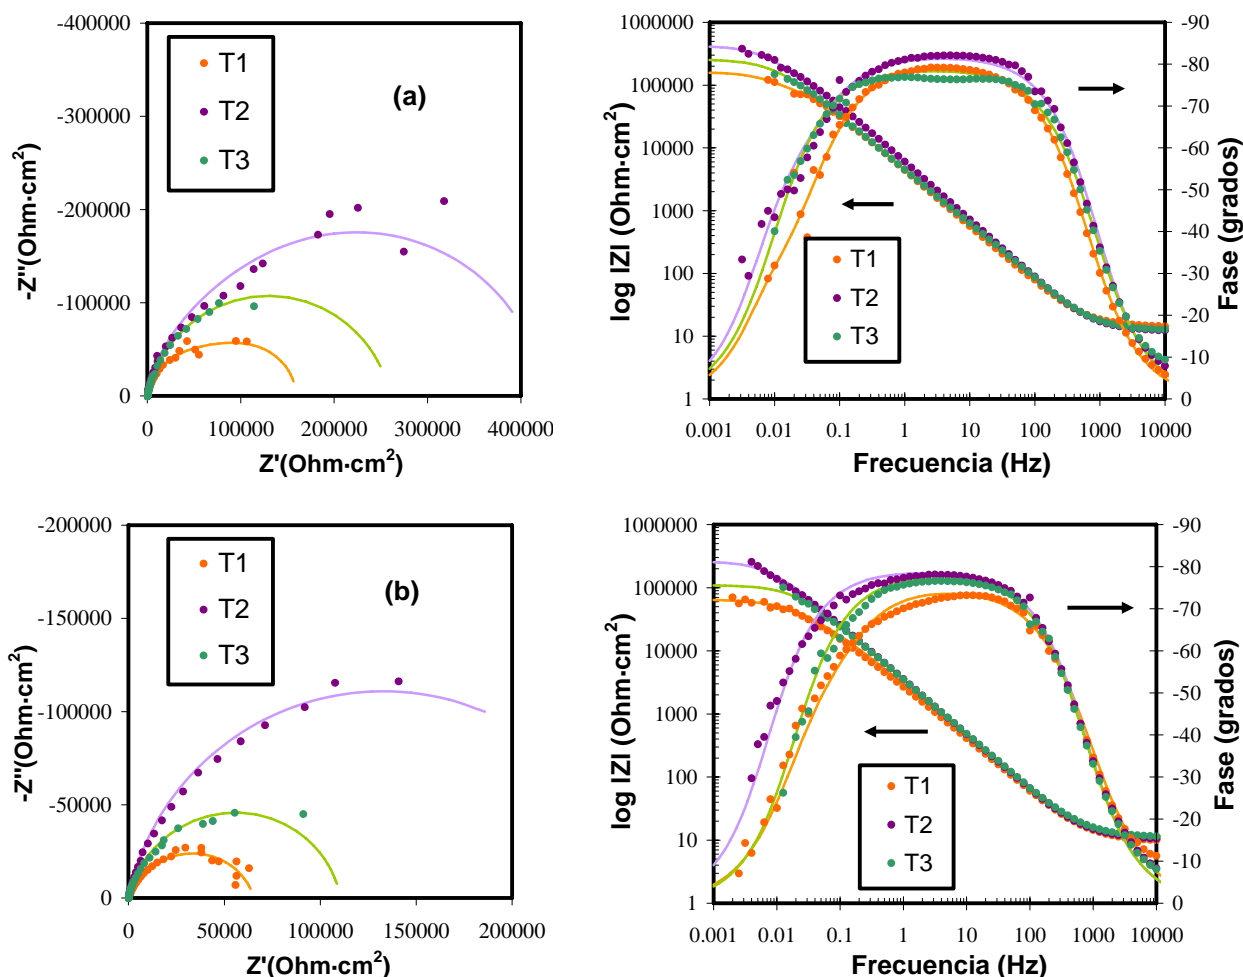 -400000
-300000
-200000
-100000
0
-Z''(Ohm·cm²)
T1
T2
T3
(a)
0
100000
200000
300000
400000
Z'(Ohm·cm²)
1000000
100000
10000
1000
100
10
1
log IZI (Ohm·cm²)
-90
-80
-70
-60
-50
-40
-30
-20
-10
0
Fase (grados)
T1
T2
T3
0.001
0.01
0.1
1
10
100
1000
10000
Frecuencia (Hz)
-200000
-150000
-100000
-50000
0
-Z''(Ohm·cm²)
T1
T2
T3
(b)
0
50000
100000
150000
200000
Z'(Ohm·cm²)
1000000
100000
10000
1000
100
10
1
log IZI (Ohm·cm²)
-90
-80
-70
-60
-50
-40
-30
-20
-10
0
Fase (grados)
T1
T2
T3
0.001
0.01
0.1
1
10
100
1000
10000
Frecuencia (Hz)